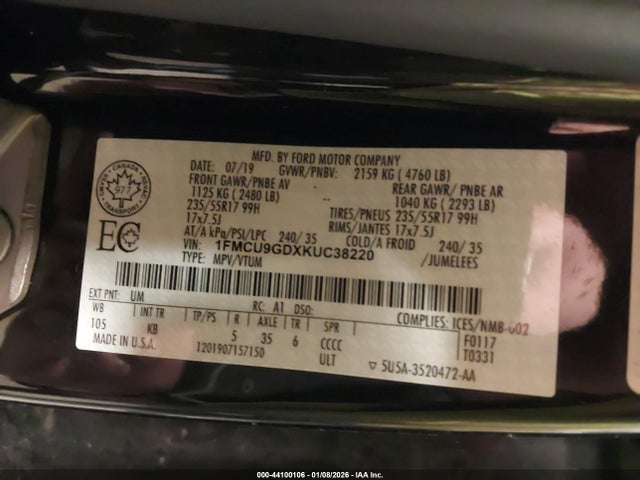 MFD. BY FORD MOTOR COMPANY
DATE: 07/19 GVWR/PNBV: 2159 KG ( 4760 LB)
FRONT GAWR/PNBE AV REAR GAWR/ PNBE AR
1125 KG ( 2480 LB) 1040 KG ( 2293 LB)
235/55R17 99H TIRES/PNEUS 235/55R17 99H
17x7.5J RIMS/JANTES 17x7.5J
AT/A kPa/PSI/LPC 240/ 35 COLD/A FROID 240/ 35
VIN: 1FMCU9GDXKUC38220
TYPE: MPV/VTUM /JUMELEES
CANADA
977
TRANSPORT
EC
EXT PNT: UM RC: A1 DSO: COMPLIES: ICES/NMB-002
WB INT TR TP/PS R AXLE TR SPR F0117
105 KB 5 35 6 CCCC T0331
MADE IN U.S.A. 1201907157150 ULT ▽ 5USA-3520472-AA
000-44100106 - 01/08/2026 - IAA Inc.